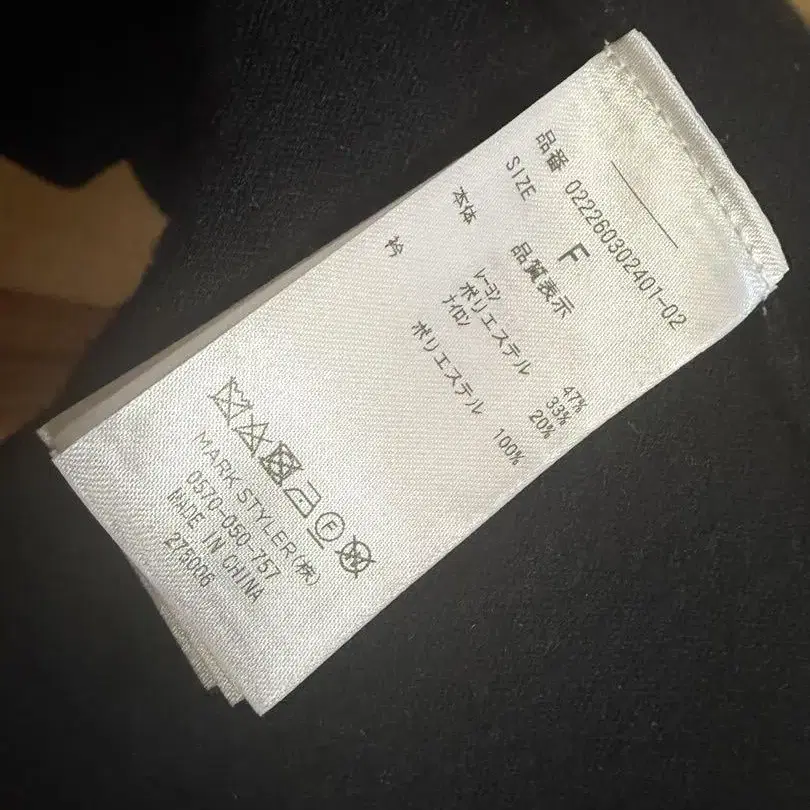 品番 022260302401-02
SIZE F
品質表示
本体 レーヨン 47%
ポリエステル 33%
ナイロン 20%
衿 ポリエステル 100%
F
MARK STYLER(株)
0570-050-757
MADE IN CHINA
275006